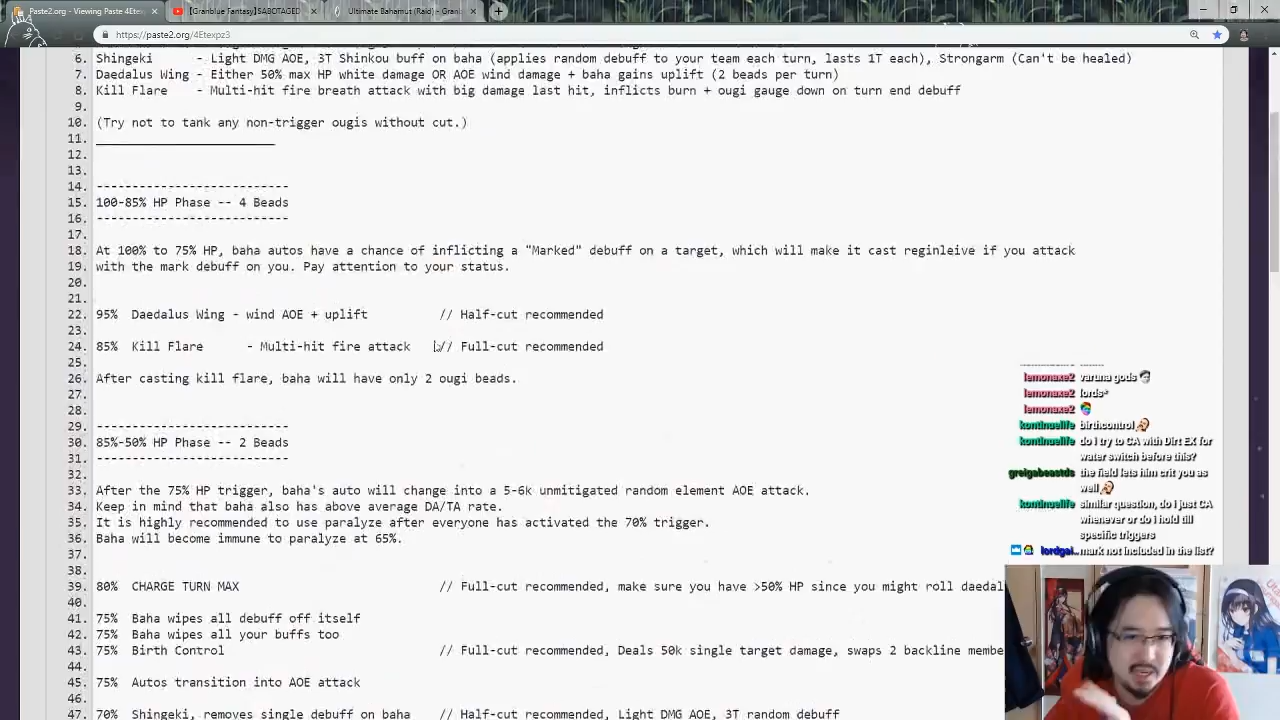 Paste2.org - Viewing Paste 4Etex
[Granblue Fantasy]SABOTAGED
Ultimate Bahamut (Raid) - Gran
https://paste2.org/4Etexpz3
6. Shingeki - Light DMG AOE, 3T Shinkou buff on baha (applies random debuff to your team each turn, lasts 1T each), Strongarm (Can't be healed)
7. Daedalus Wing - Either 50% max HP white damage OR AOE wind damage + baha gains uplift (2 beads per turn)
8. Kill Flare - Multi-hit fire breath attack with big damage last hit, inflicts burn + ougi gauge down on turn end debuff
9.
10. (Try not to tank any non-trigger ougis without cut.)
11. _________________________
12.
13.
14. ---------------------------
15. 100-85% HP Phase -- 4 Beads
16. ---------------------------
17.
18. At 100% to 75% HP, baha autos have a chance of inflicting a "Marked" debuff on a target, which will make it cast reginleive if you attack
19. with the mark debuff on you. Pay attention to your status.
20.
21.
22. 95% Daedalus Wing - wind AOE + uplift // Half-cut recommended
23.
24. 85% Kill Flare - Multi-hit fire attack // Full-cut recommended
25.
26. After casting kill flare, baha will have only 2 ougi beads.
27.
28.
29. ---------------------------
30. 85%-50% HP Phase -- 2 Beads
31. ---------------------------
32.
33. After the 75% HP trigger, baha's auto will change into a 5-6k unmitigated random element AOE attack.
34. Keep in mind that baha also has above average DA/TA rate.
35. It is highly recommended to use paralyze after everyone has activated the 70% trigger.
36. Baha will become immune to paralyze at 65%.
37.
38.
39. 80% CHARGE TURN MAX // Full-cut recommended, make sure you have >50% HP since you might roll daedal
40.
41. 75% Baha wipes all debuff off itself
42. 75% Baha wipes all your buffs too
43. 75% Birth Control // Full-cut recommended, Deals 50k single target damage, swaps 2 backline membe
44.
45. 75% Autos transition into AOE attack
46.
47. 70% Shingeki, removes single debuff on baha // Half-cut recommended, Light DMG AOE, 3T random debuff
lemonaxe2 varuna gods
lemonaxe2 lords*
lemonaxe2
kontinuelife birthcontrol
kontinuelife do i try to CA with Dirt EX for
water switch before this?
greigabeastds the field lets him crit you as
well
kontinuelife similar question, do i just CA
whenever or do i hold till
specific triggers
lordgai... mark not included in the list?